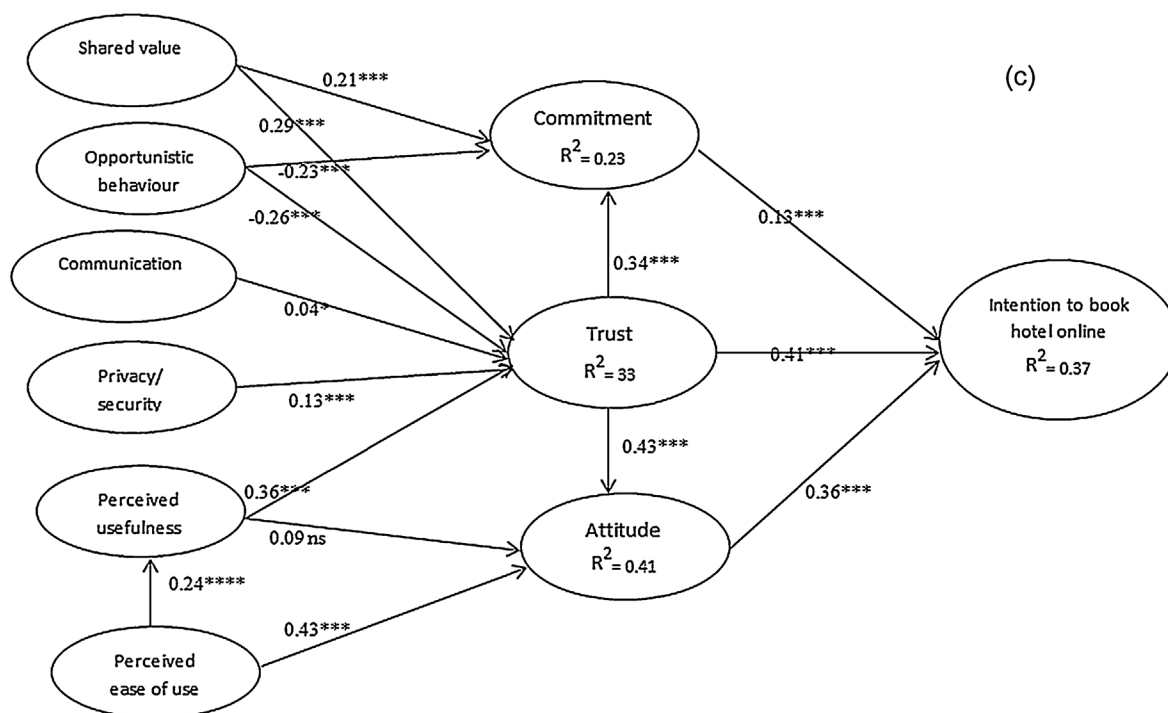 Shared value
(c)
0.21***
Commitment
R² = 0.23
0.29***
Opportunistic
behaviour
-0.23***
-0.26***
0.13***
Communication
0.34***
0.04*
Trust
R² = 33
Intention to book
hotel online
R² = 0.37
0.41***
Privacy/
security
0.13***
0.43***
Perceived
usefulness
0.36***
0.36***
0.09 ns
Attitude
R² = 0.41
0.24****
0.43***
Perceived
ease of use